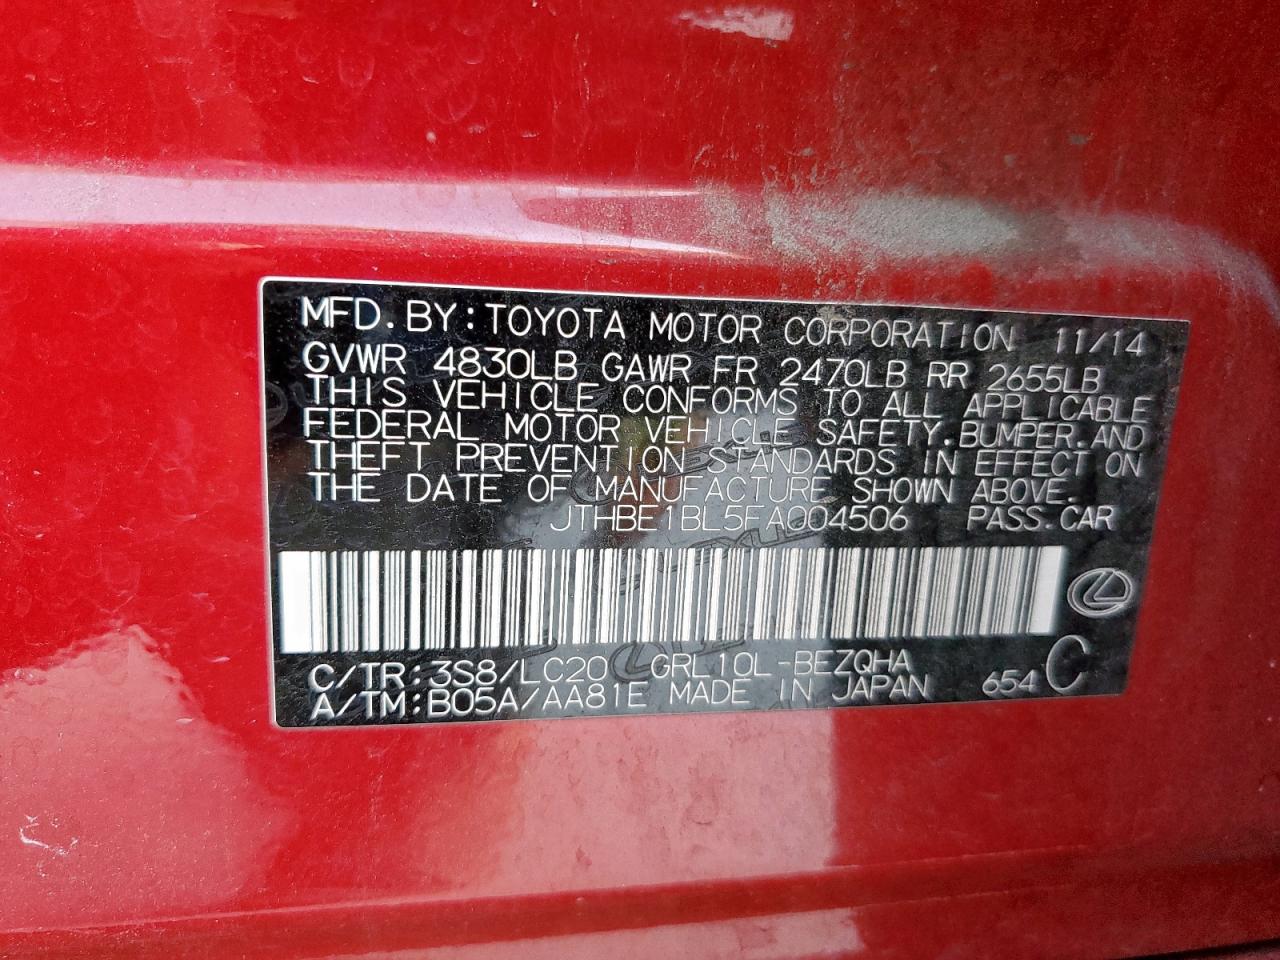 MFD. BY: TOYOTA MOTOR CORPORATION 11/14
GVWR 4830LB GAWR FR 2470LB RR 2655LB
THIS VEHICLE CONFORMS TO ALL APPLICABLE
FEDERAL MOTOR VEHICLE SAFETY, BUMPER, AND
THEFT PREVENTION STANDARDS IN EFFECT ON
THE DATE OF MANUFACTURE SHOWN ABOVE.
JTHBE1BL5FA004506 PASS. CAR
C/TR: 3S8/LC20 GRL10L-BEZQHA
A/TM: B05A/AA81E MADE IN JAPAN 654 C